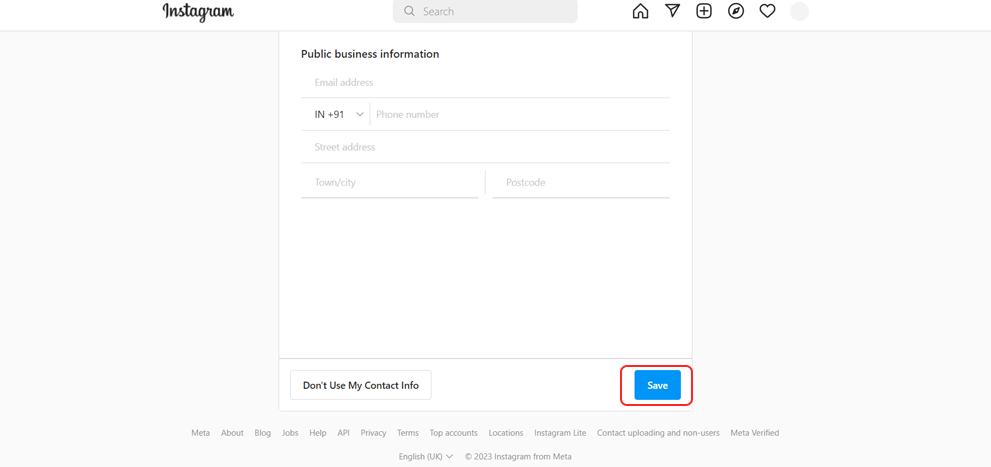 Instagram
Search
Public business information
Email address
IN +91 Phone number
Street address
Town/city Postcode
Don't Use My Contact Info Save
Meta About Blog Jobs Help API Privacy Terms Top accounts Locations Instagram Lite Contact uploading and non-users Meta Verified
English (UK) © 2023 Instagram from Meta